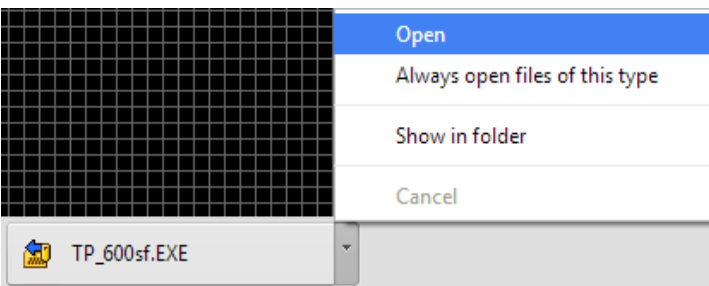 Open
Always open files of this type
Show in folder
Cancel
TP_600sf.EXE